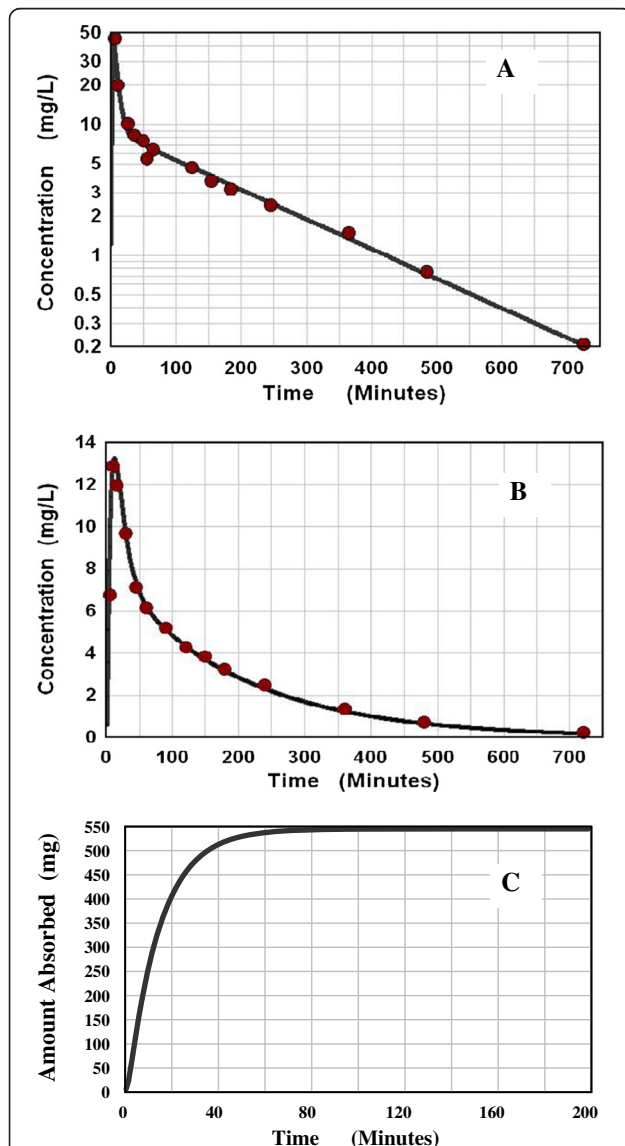 A
Concentration (mg/L)
50
20
10
5
3
2
1
0.5
0.3
0.2
0 100 200 300 400 500 600 700
Time (Minutes)
B
Concentration (mg/L)
14
12
10
8
6
4
2
0
0 100 200 300 400 500 600 700
Time (Minutes)
C
Amount Absorbed (mg)
550
500
450
400
350
300
250
200
150
100
50
0
0 40 80 120 160 200
Time (Minutes)